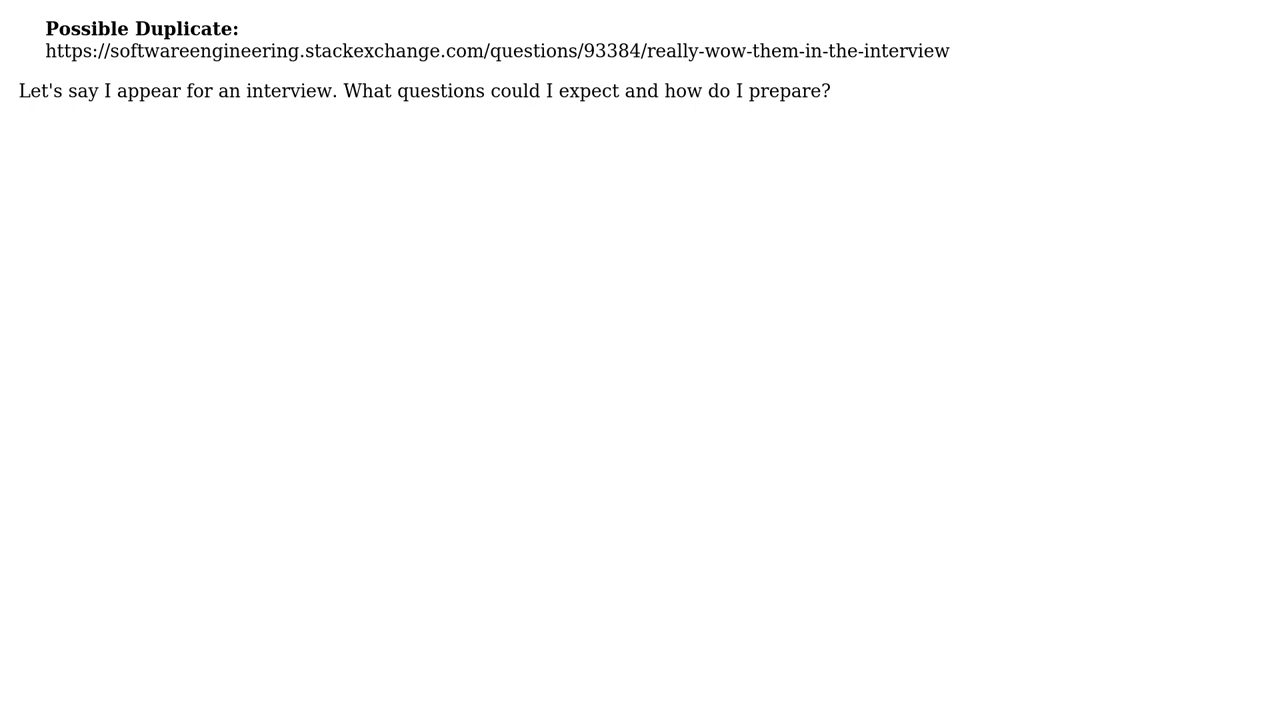 Possible Duplicate:
https://softwareengineering.stackexchange.com/questions/93384/really-wow-them-in-the-interview
Let's say I appear for an interview. What questions could I expect and how do I prepare?